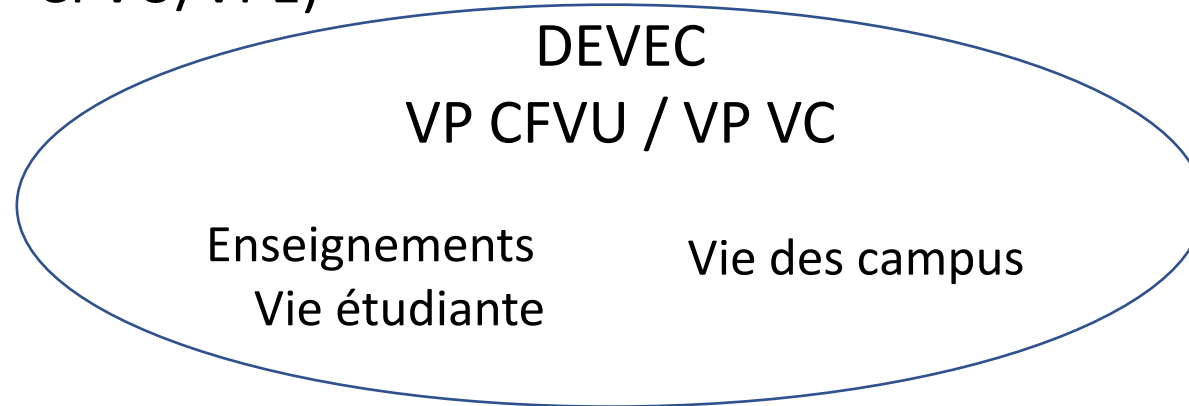 DEVEC
VP CFVU / VP VC
Enseignements
Vie des campus
Vie étudiante